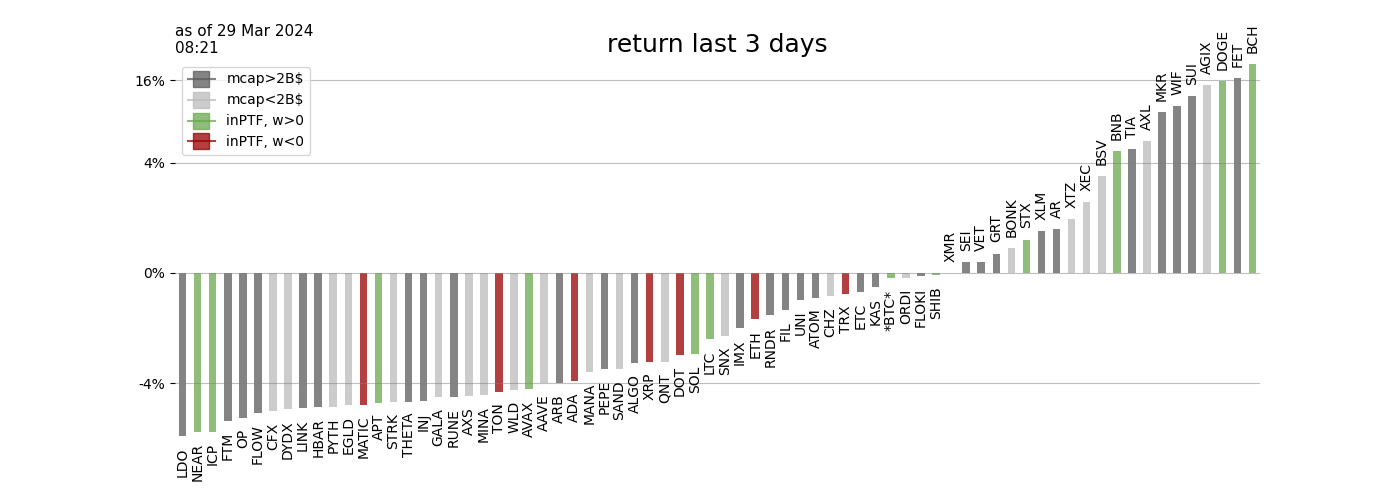 as of 29 Mar 2024
08:21
return last 3 days
mcap>2B$
mcap<2B$
inPTF, w>0
inPTF, w<0
16%
4%
0%
-4%
LDO
NEAR
ICP
FTM
OP
FLOW
CFX
DYDX
LINK
HBAR
PYTH
EGLD
MATIC
APT
STRK
THETA
INJ
GALA
RUNE
AXS
MINA
TON
WLD
AVAX
AAVE
ARB
ADA
MANA
PEPE
SAND
ALGO
XRP
QNT
DOT
SOL
LTC
SNX
IMX
ETH
RNDR
FIL
UNI
ATOM
CHZ
TRX
ETC
KAS
*BTC*
ORDI
FLOKI
SHIB
XMR
SEI
VET
GRT
BONK
STX
XLM
AR
XTZ
XEC
BSV
BNB
TIA
AXL
MKR
WIF
SUI
AGIX
DOGE
FET
BCH